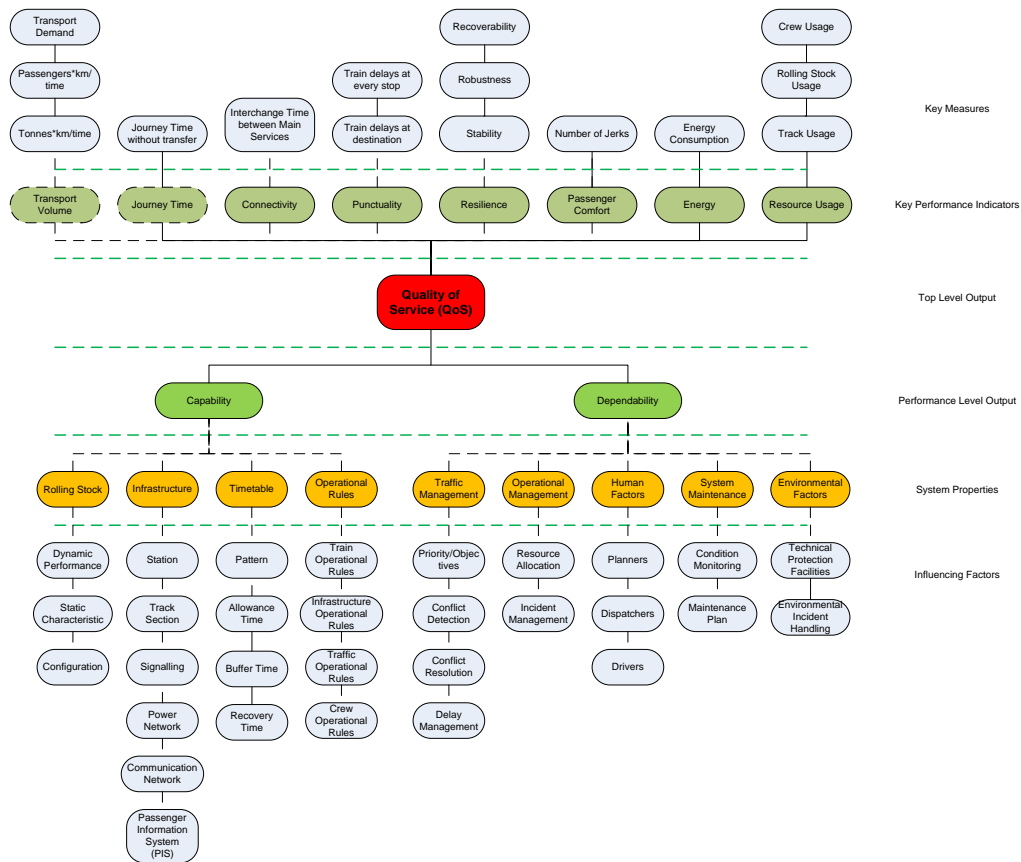 Transport
Demand
Recoverability
Crew Usage
Passengers*km/
time
Train delays at
every stop
Robustness
Rolling Stock
Usage
Key Measures
Tonnes*km/time
Journey Time
without transfer
Interchange Time
between Main
Services
Train delays at
destination
Stability
Number of Jerks
Energy
Consumption
Track Usage
Transport
Volume
Journey Time
Connectivity
Punctuality
Resilience
Passenger
Comfort
Energy
Resource Usage
Key Performance Indicators
Quality of
Service (QoS)
Top Level Output
Capability
Dependability
Performance Level Output
Rolling Stock
Infrastructure
Timetable
Operational
Rules
Traffic
Management
Operational
Management
Human
Factors
System
Maintenance
Environmental
Factors
System Properties
Dynamic
Performance
Station
Pattern
Train
Operational
Rules
Priority/Objec
tives
Resource
Allocation
Planners
Condition
Monitoring
Technical
Protection
Facilities
Influencing Factors
Static
Characteristic
Track
Section
Allowance
Time
Infrastructure
Operational
Rules
Conflict
Detection
Incident
Management
Dispatchers
Maintenance
Plan
Environmental
Incident
Handling
Configuration
Signalling
Buffer Time
Traffic
Operational
Rules
Conflict
Resolution
Drivers
Power
Network
Recovery
Time
Crew
Operational
Rules
Delay
Management
Communication
Network
Passenger
Information
System
(PIS)